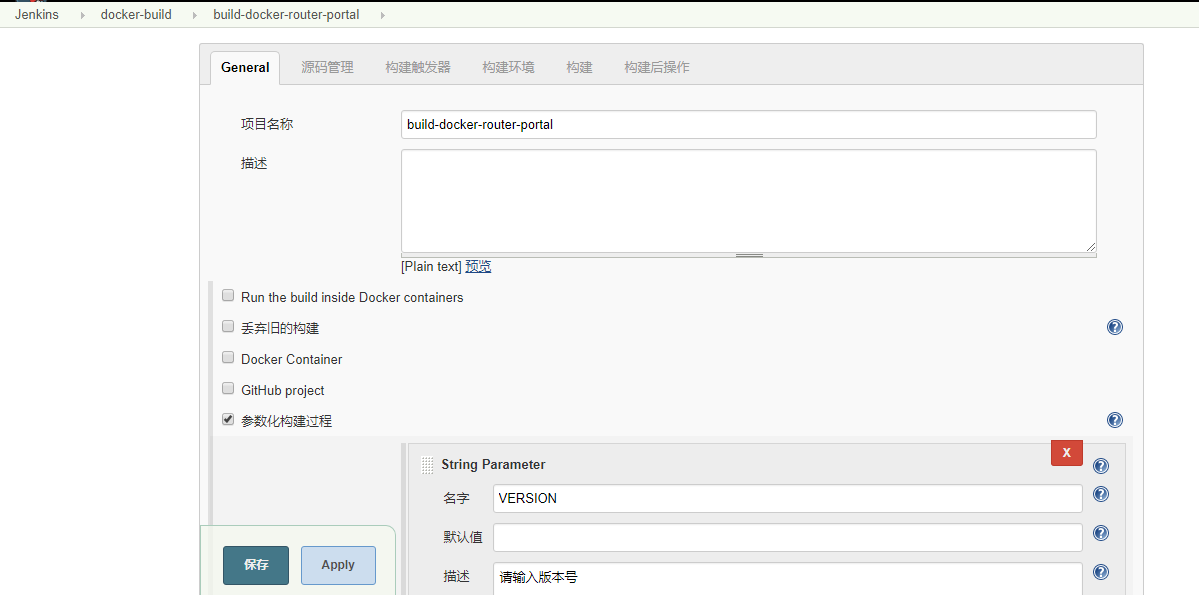 Jenkins docker-build build-docker-router-portal
General 源码管理 构建触发器 构建环境 构建 构建后操作
项目名称 build-docker-router-portal
描述
[Plain text] 预览
Run the build inside Docker containers
丢弃旧的构建
Docker Container
GitHub project
参数化构建过程
X
String Parameter
名字 VERSION
默认值
描述 请输入版本号
保存 Apply